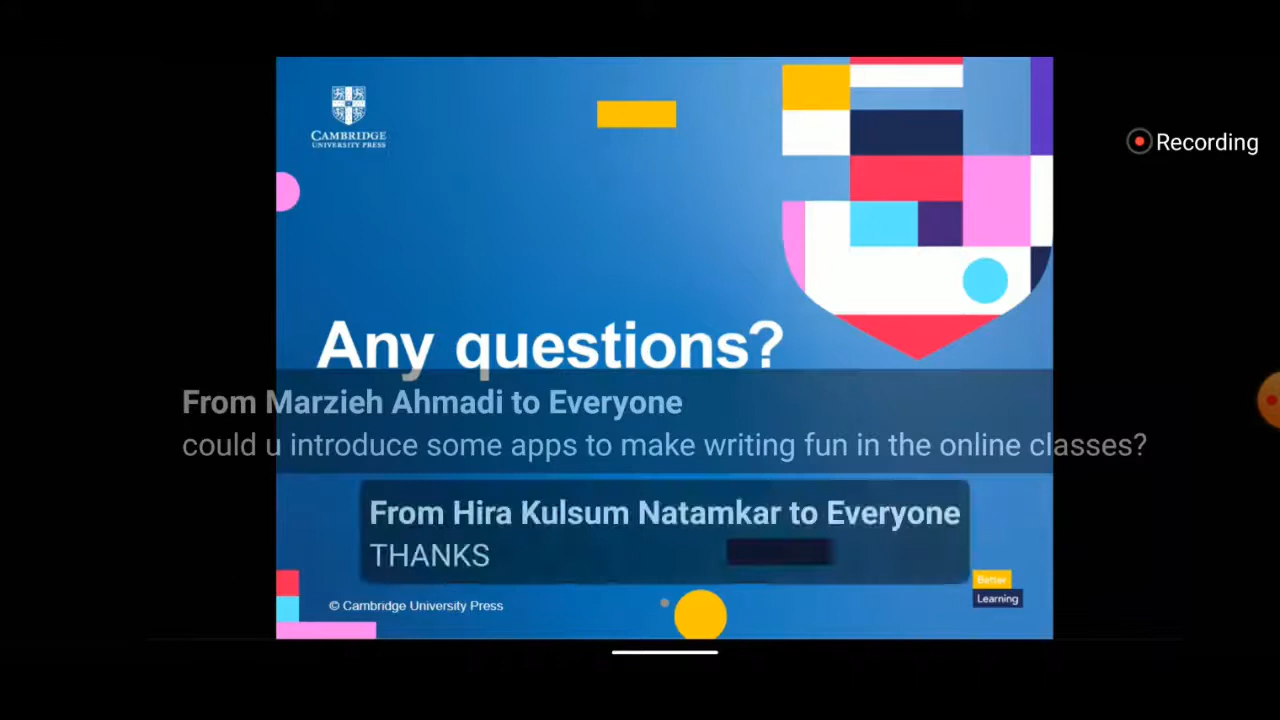 CAMBRIDGE
UNIVERSITY PRESS
Recording
Any questions?
From Marzieh Ahmadi to Everyone
could u introduce some apps to make writing fun in the online classes?
From Hira Kulsum Natamkar to Everyone
THANKS
Better
Learning
© Cambridge University Press